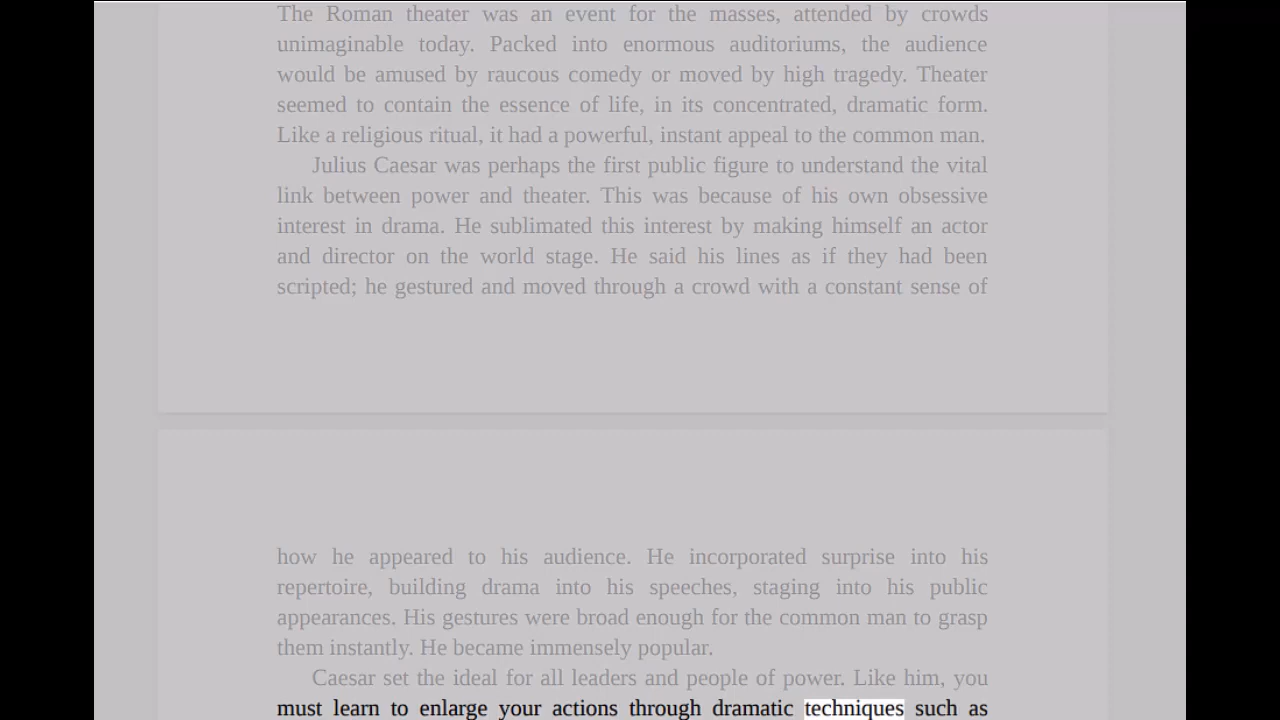 The Roman theater was an event for the masses, attended by crowds
unimaginable today. Packed into enormous auditoriums, the audience
would be amused by raucous comedy or moved by high tragedy. Theater
seemed to contain the essence of life, in its concentrated, dramatic form.
Like a religious ritual, it had a powerful, instant appeal to the common man.
Julius Caesar was perhaps the first public figure to understand the vital
link between power and theater. This was because of his own obsessive
interest in drama. He sublimated this interest by making himself an actor
and director on the world stage. He said his lines as if they had been
scripted; he gestured and moved through a crowd with a constant sense of
how he appeared to his audience. He incorporated surprise into his
repertoire, building drama into his speeches, staging into his public
appearances. His gestures were broad enough for the common man to grasp
them instantly. He became immensely popular.
Caesar set the ideal for all leaders and people of power. Like him, you
must learn to enlarge your actions through dramatic techniques such as